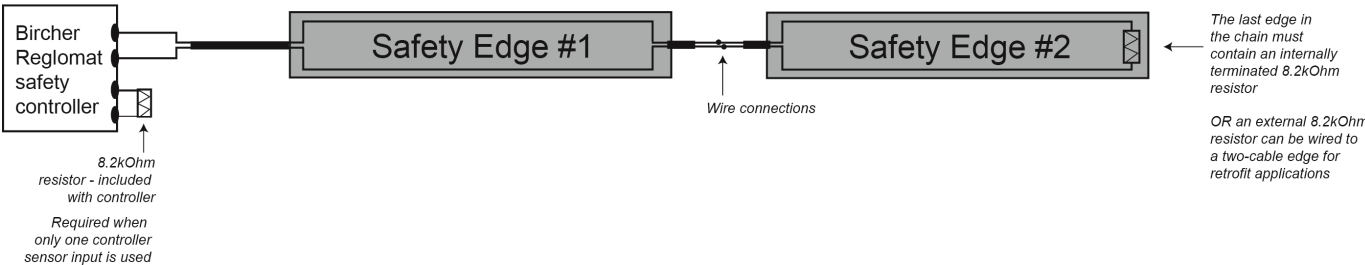 Bircher
Reglomat
safety
controller
8.2kOhm
resistor - included
with controller
Required when
only one controller
sensor input is used
Safety Edge #1
Wire connections
Safety Edge #2
The last edge in
the chain must
contain an internally
terminated 8.2kOhm
resistor
OR an external 8.2kOhm
resistor can be wired to
a two-cable edge for
retrofit applications